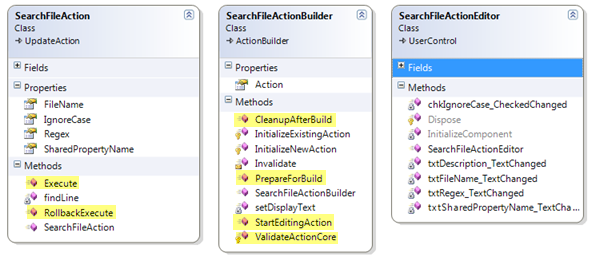 SearchFileAction
Class
UpdateAction
Fields
Properties
FileName
IgnoreCase
Regex
SharedPropertyName
Methods
Execute
findLine
RollbackExecute
SearchFileAction
SearchFileActionBuilder
Class
ActionBuilder
Properties
Action
Methods
CleanupAfterBuild
InitializeExistingAction
InitializeNewAction
Invalidate
PrepareForBuild
SearchFileActionBuilder
setDisplayText
StartEditingAction
ValidateActionCore
SearchFileActionEditor
Class
UserControl
Fields
Methods
chkIgnoreCase_CheckedChanged
Dispose
InitializeComponent
SearchFileActionEditor
txtDescription_TextChanged
txtFileName_TextChanged
txtRegex_TextChanged
txtSharedPropertyName_TextCha...